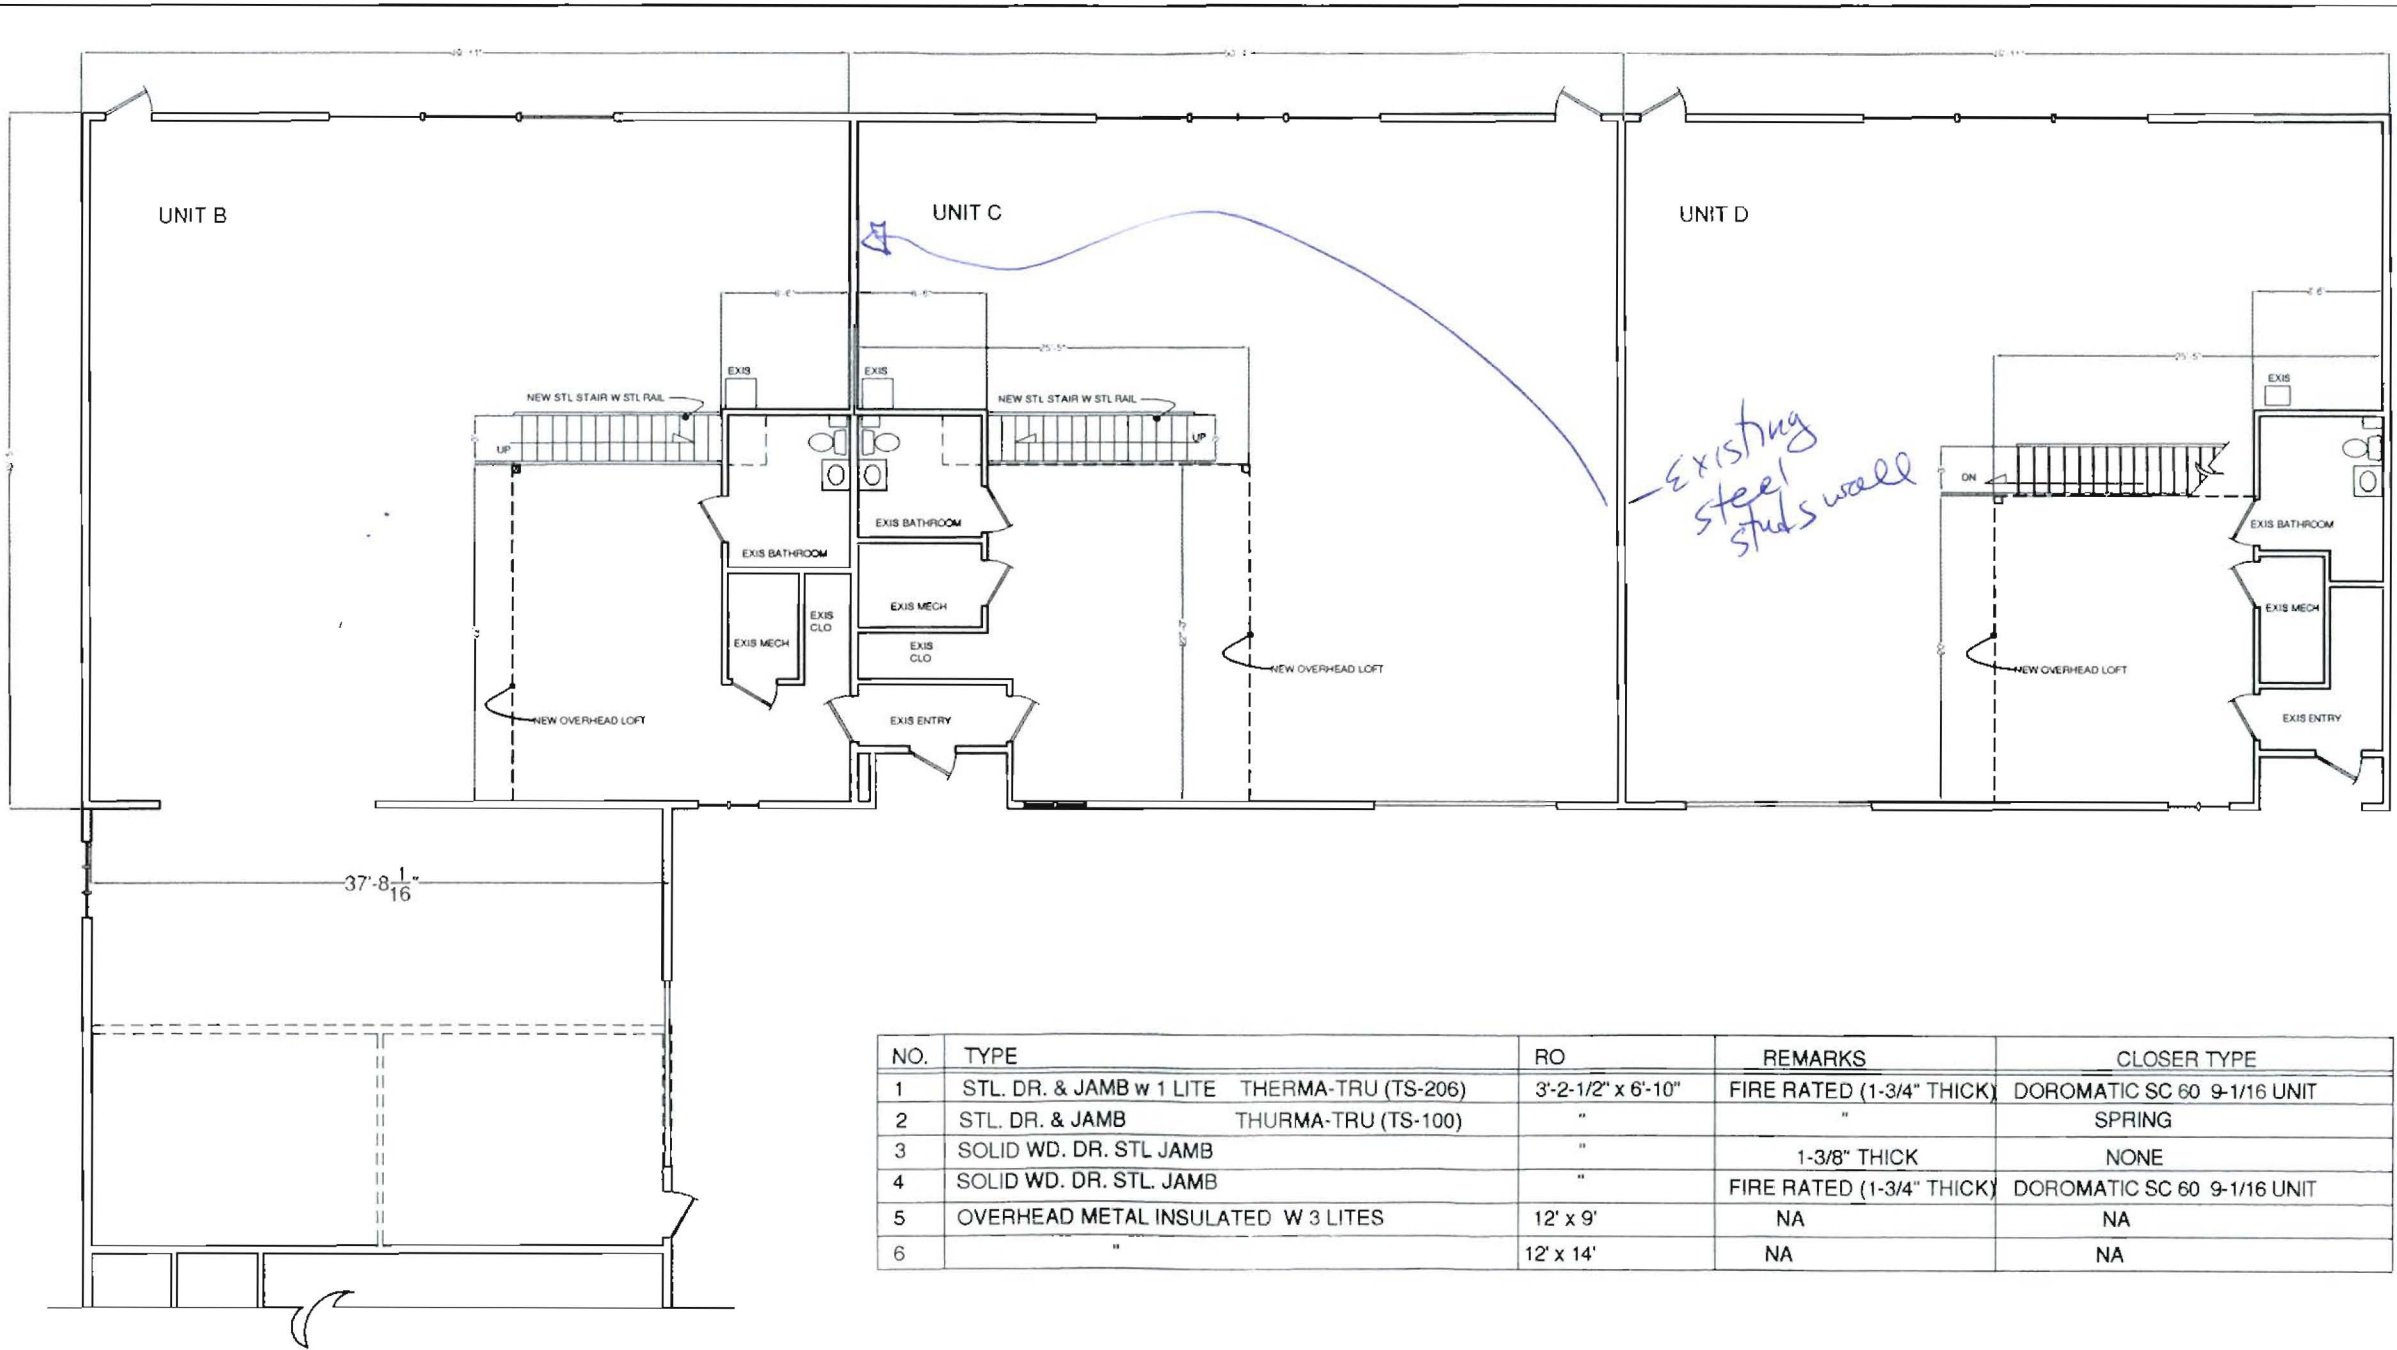 UNIT B
UNIT C
UNIT D
25'-5"
EXIS
EXIS
EXIS
NEW STL STAIR W STL RAIL
NEW STL STAIR W STL RAIL
UP
UP
DN
Existing
steel
studs wall
EXIS BATHROOM
EXIS BATHROOM
EXIS BATHROOM
EXIS MECH
EXIS MECH
EXIS MECH
EXIS
CLO
EXIS
CLO
NEW OVERHEAD LOFT
NEW OVERHEAD LOFT
NEW OVERHEAD LOFT
EXIS ENTRY
EXIS ENTRY
37'-8 1/16"
NO. TYPE RO REMARKS CLOSER TYPE
1 STL. DR. & JAMB w 1 LITE THERMA-TRU (TS-206) 3'-2-1/2" x 6'-10" FIRE RATED (1-3/4" THICK) DOROMATIC SC 60 9-1/16 UNIT
2 STL. DR. & JAMB THURMA-TRU (TS-100) " " SPRING
3 SOLID WD. DR. STL JAMB " 1-3/8" THICK NONE
4 SOLID WD. DR. STL. JAMB " FIRE RATED (1-3/4" THICK) DOROMATIC SC 60 9-1/16 UNIT
5 OVERHEAD METAL INSULATED W 3 LITES 12' x 9' NA NA
6 " 12' x 14' NA NA